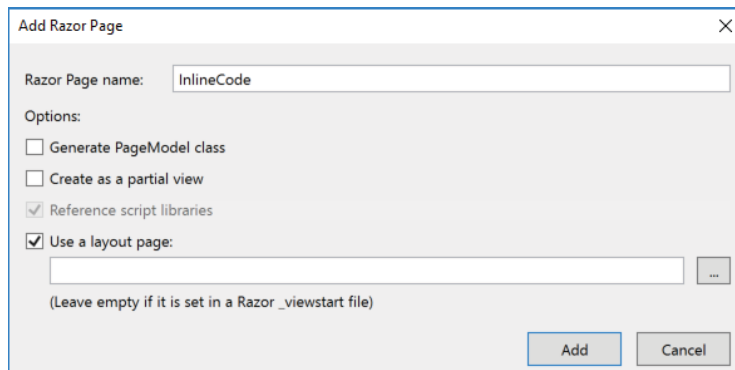 Add Razor Page
Razor Page name: InlineCode
Options:
Generate PageModel class
Create as a partial view
Reference script libraries
Use a layout page:
...
(Leave empty if it is set in a Razor _viewstart file)
Add Cancel